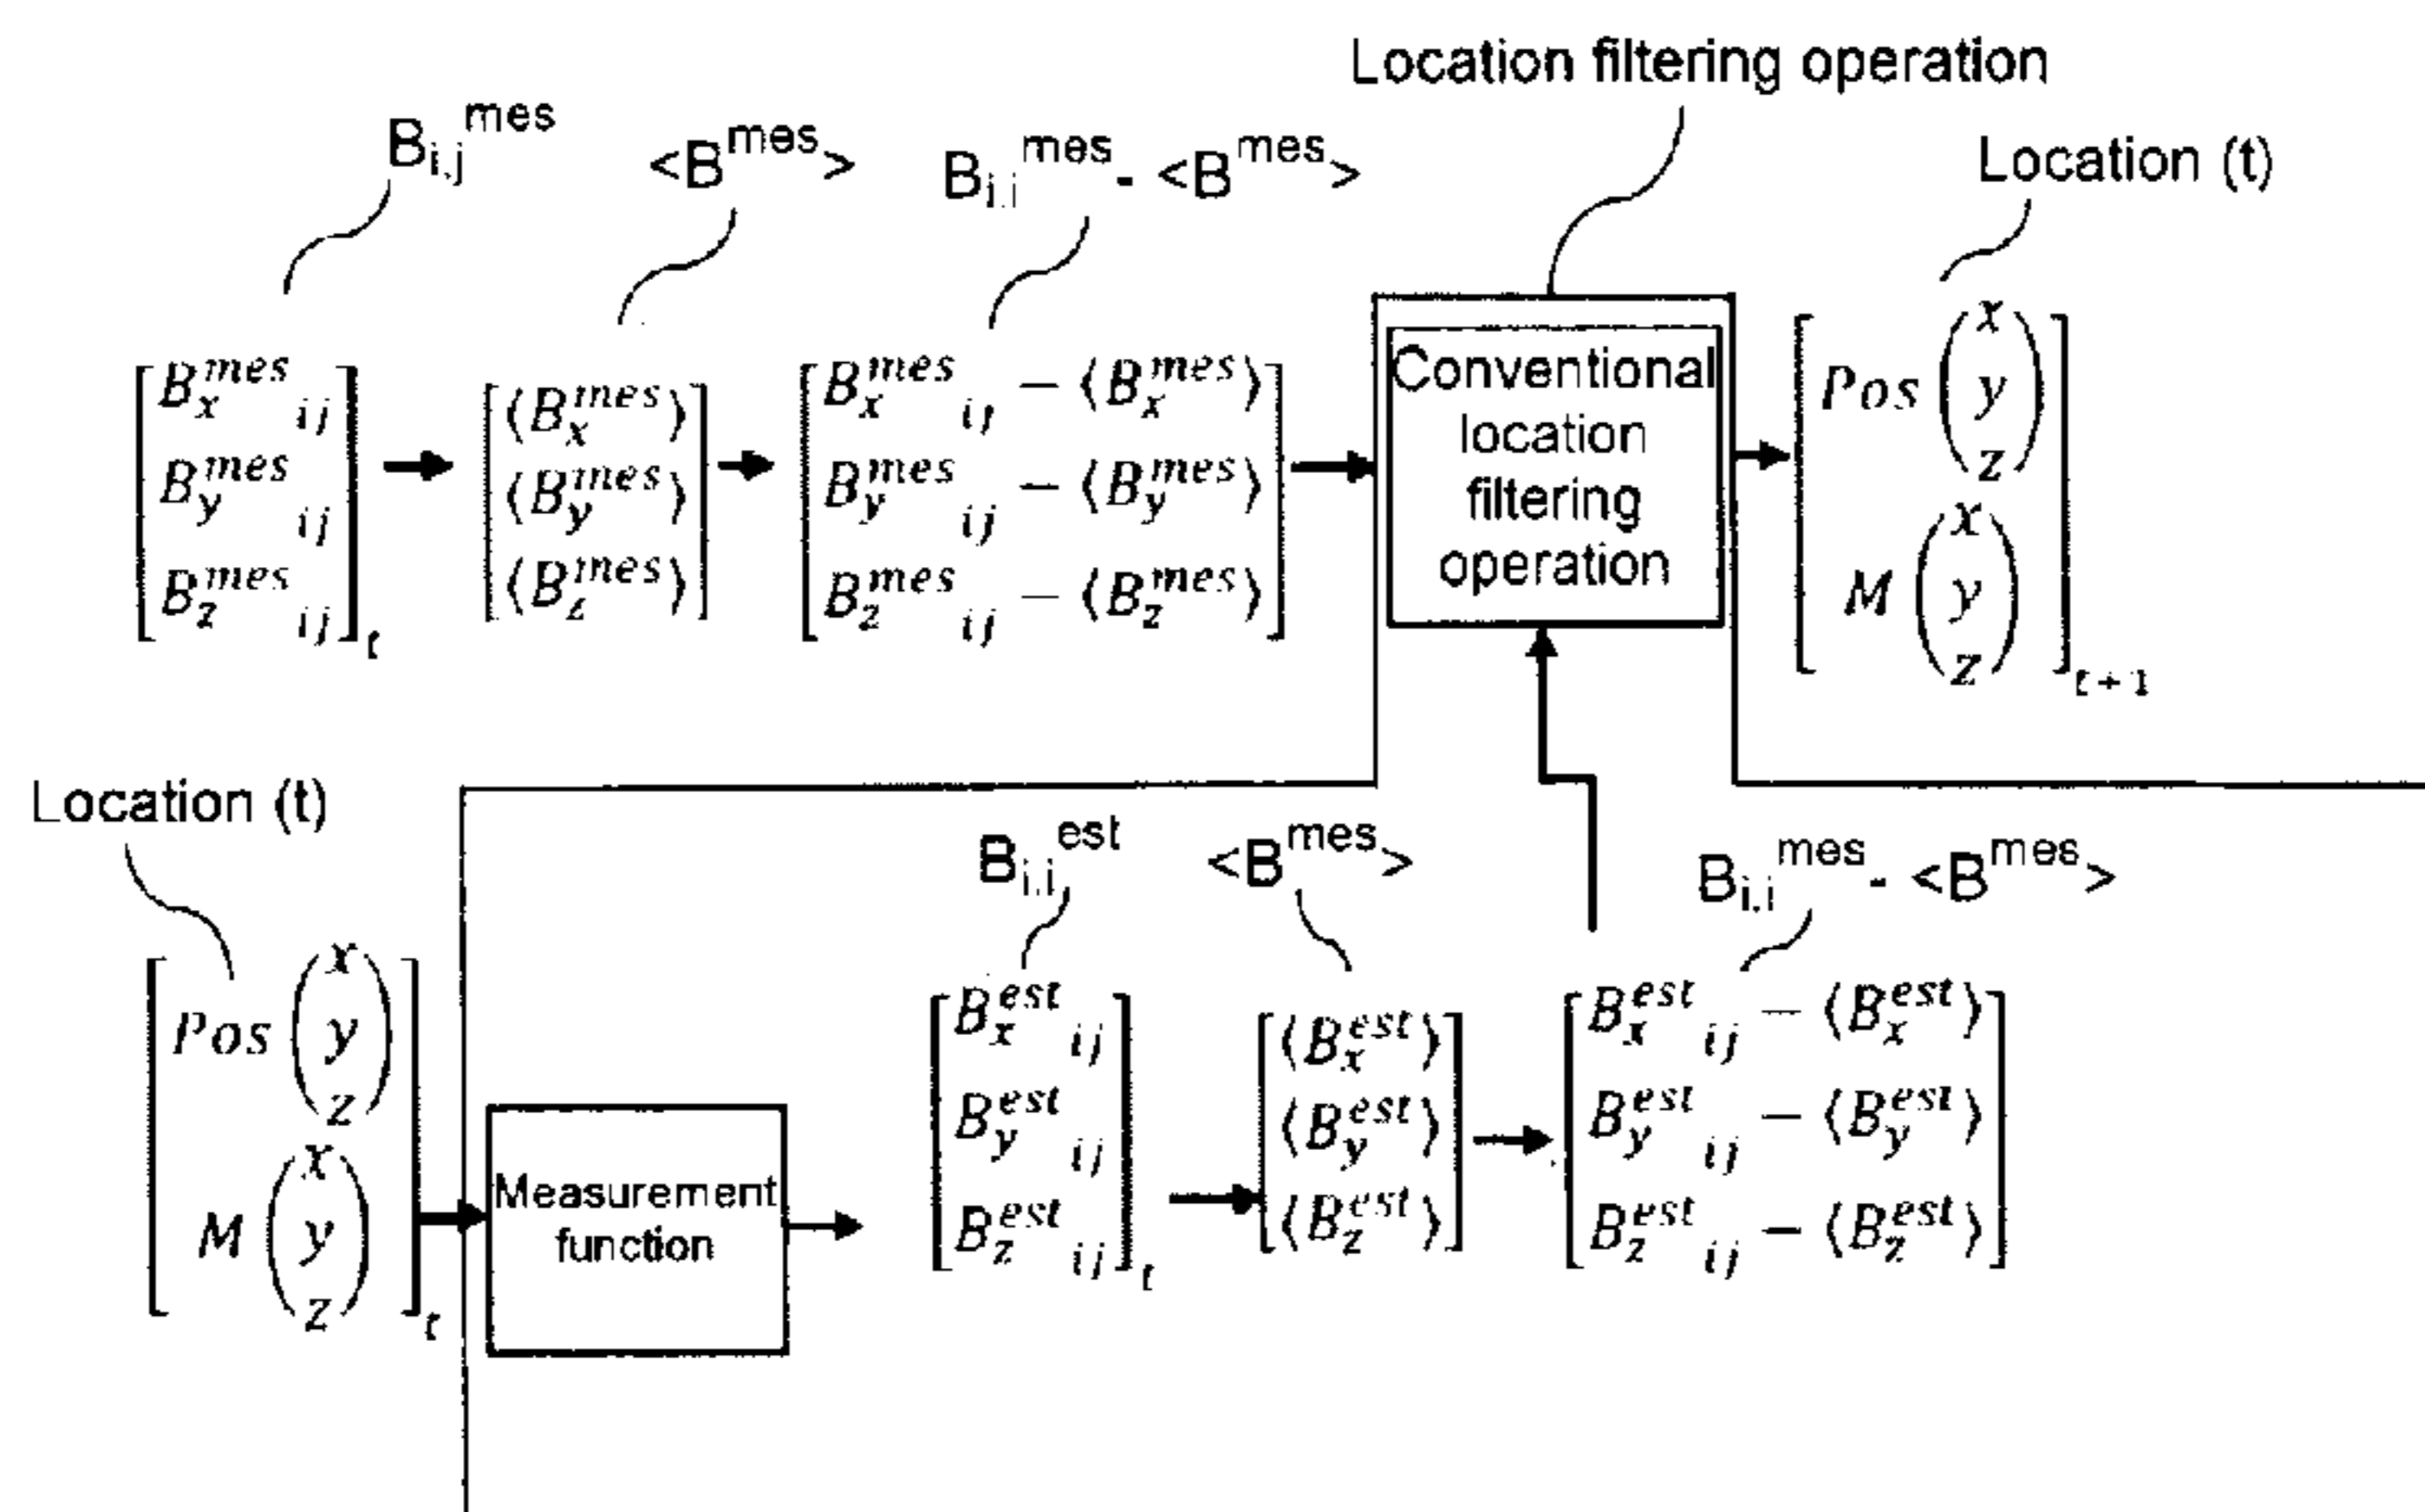 Location filtering operation
B_{i,j}^{mes} <B^{mes}> B_{i,j}^{mes} - <B^{mes}> Location (t)
[B_x^{mes}_{ij} B_y^{mes}_{ij} B_z^{mes}_{ij}]_t
[⟨B_x^{mes}⟩ ⟨B_y^{mes}⟩ ⟨B_z^{mes}⟩]
[B_x^{mes}_{ij} − ⟨B_x^{mes}⟩ B_y^{mes}_{ij} − ⟨B_y^{mes}⟩ B_z^{mes}_{ij} − ⟨B_z^{mes}⟩]
Conventional
location
filtering
operation
[Pos (x y z) M (x y z)]_{t+1}
Location (t)
B_{i,j}^{est} <B^{mes}> B_{i,j}^{mes} - <B^{mes}>
[Pos (x y z) M (x y z)]_t
Measurement
function
[B_x^{est}_{ij} B_y^{est}_{ij} B_z^{est}_{ij}]_t
[⟨B_x^{est}⟩ ⟨B_y^{est}⟩ ⟨B_z^{est}⟩]
[B_x^{est}_{ij} − ⟨B_x^{est}⟩ B_y^{est}_{ij} − ⟨B_y^{est}⟩ B_z^{est}_{ij} − ⟨B_z^{est}⟩]